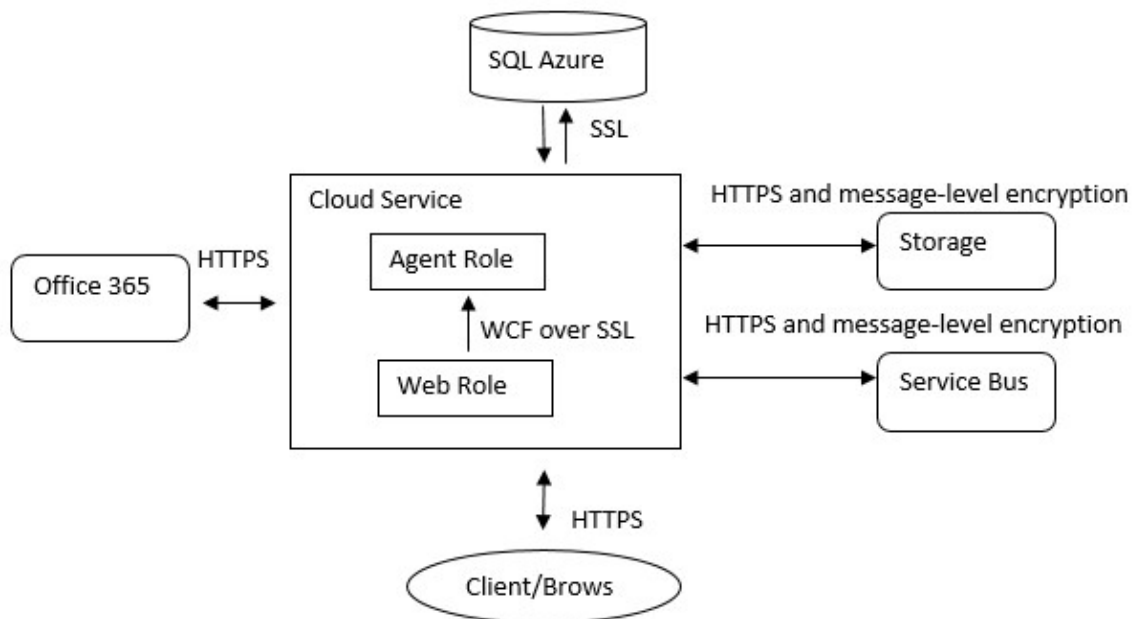 SQL Azure
SSL
Cloud Service
HTTPS and message-level encryption
Agent Role
Storage
HTTPS
Office 365
WCF over SSL
HTTPS and message-level encryption
Web Role
Service Bus
HTTPS
Client/Brows